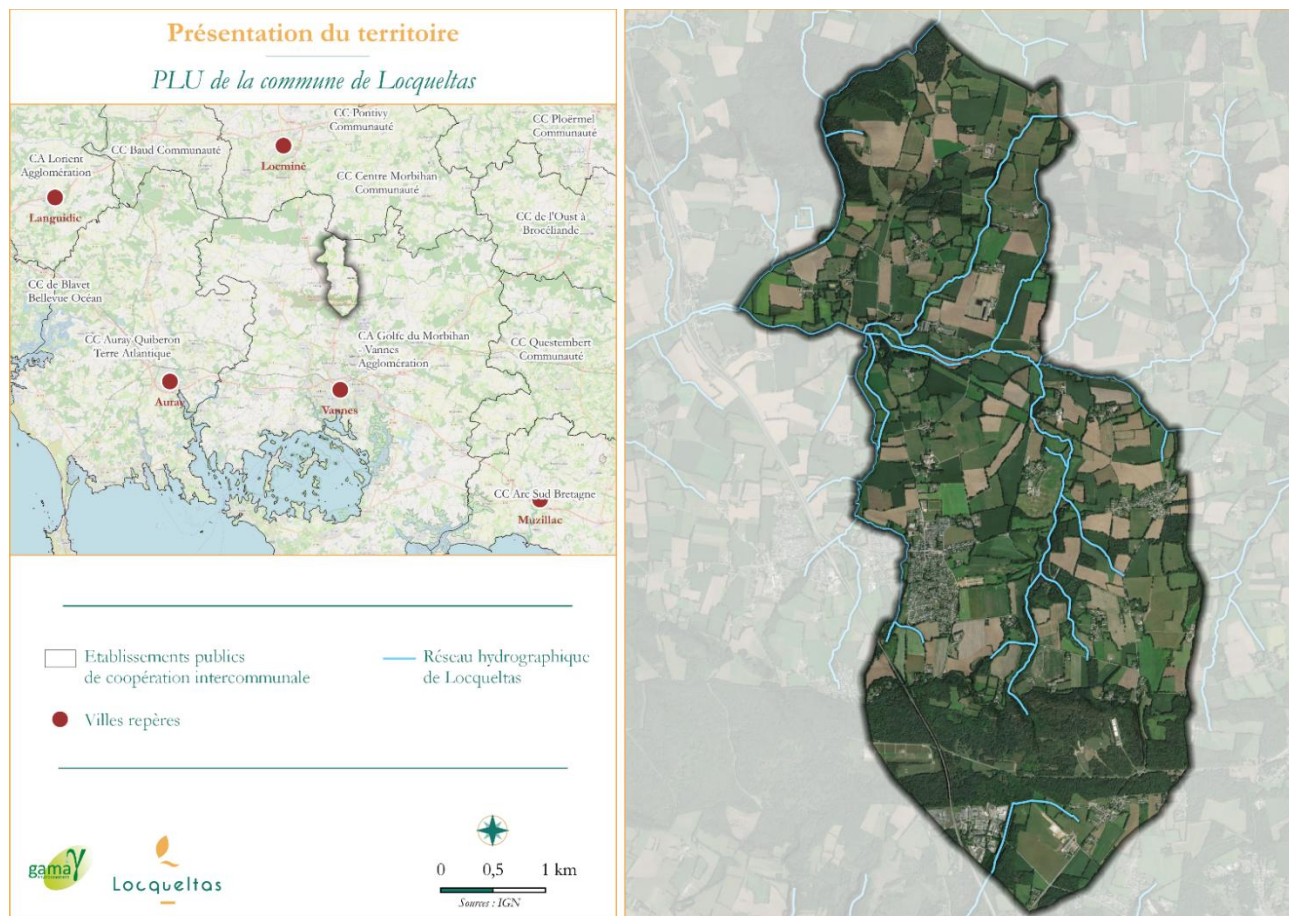 Présentation du territoire
PLU de la commune de Locqueltas
CC Pontivy
Communauté
CC Ploërmel
Communauté
CC Baud Communauté
CA Lorient
Agglomération
Locminé
CC Centre Morbihan
Communauté
Languidic
CC de l'Oust à
Brocéliande
CC de Blavet
Bellevue Océan
CC Auray Quiberon
Terre Atlantique
CA Golfe du Morbihan
- Vannes
Agglomération
CC Questembert
Communauté
Auray
Vannes
CC Arc Sud Bretagne
Muzillac
Etablissements publics
de coopération intercommunale
Réseau hydrographique
de Locqueltas
Villes repères
gama
Locqueltas
0 0,5 1 km
Sources : IGN